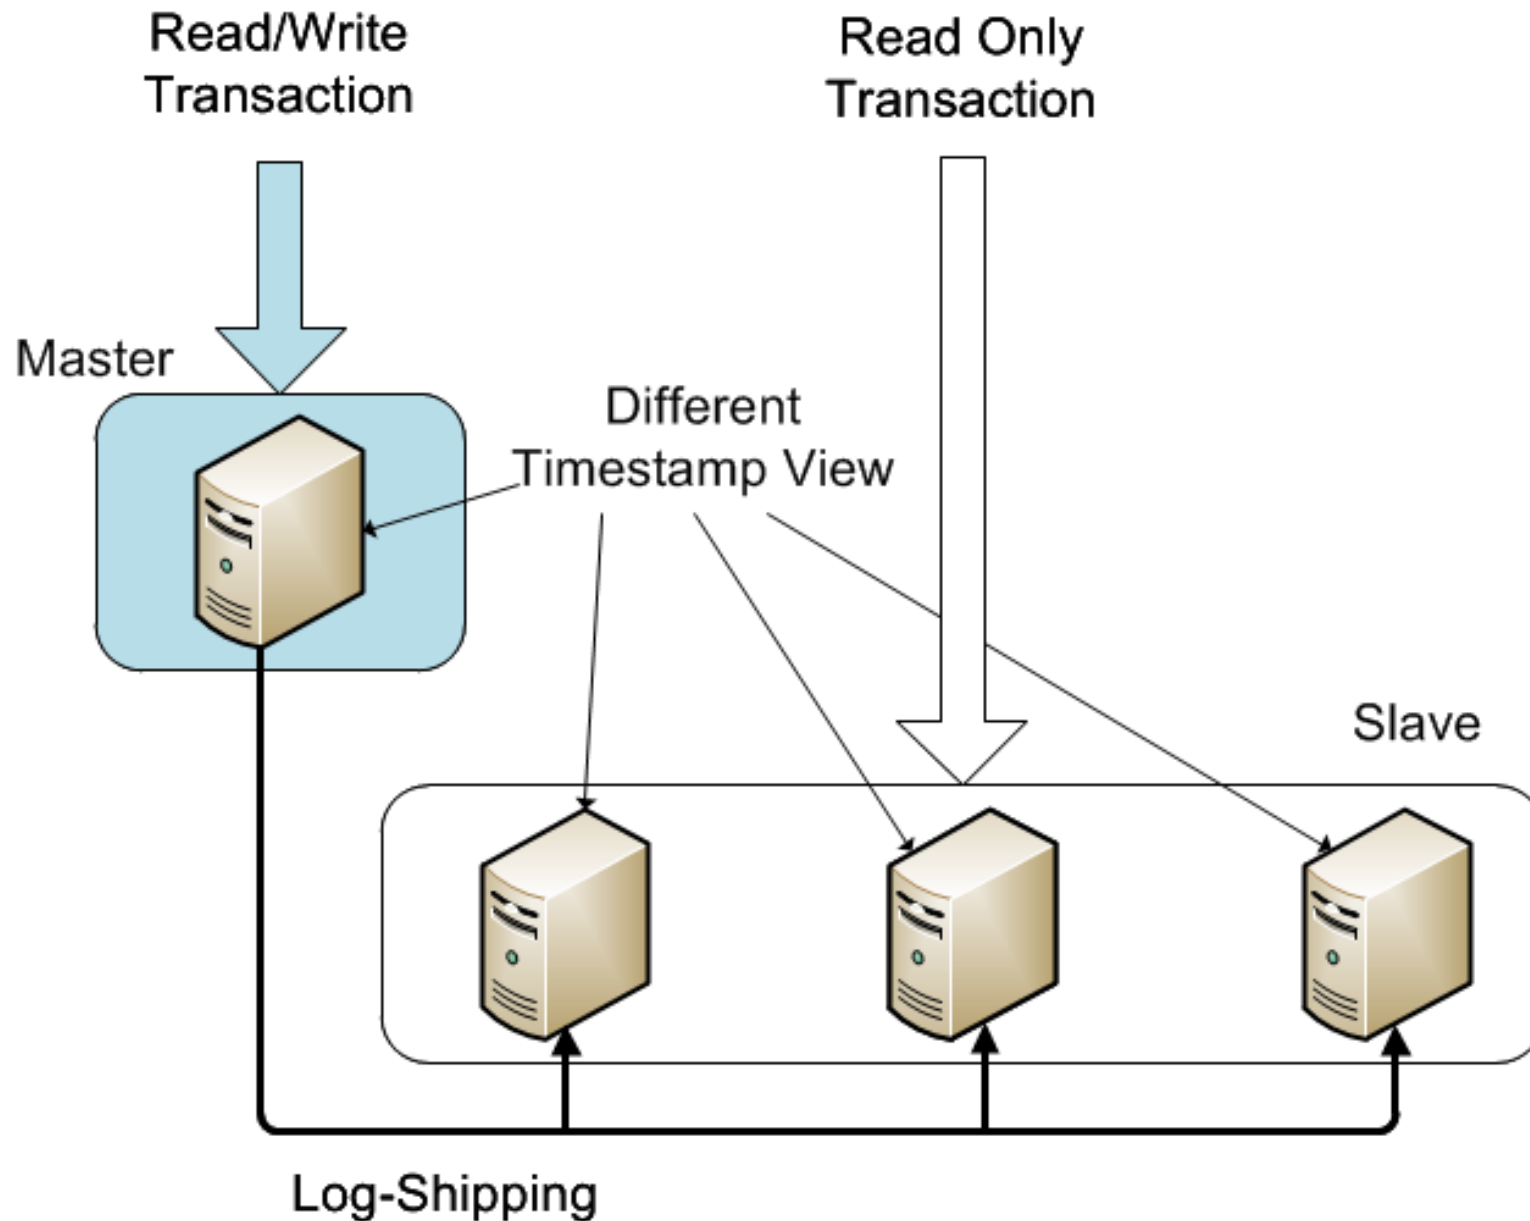 Read/Write
Transaction
Read Only
Transaction
Master
Different
Timestamp View
Slave
Log-Shipping